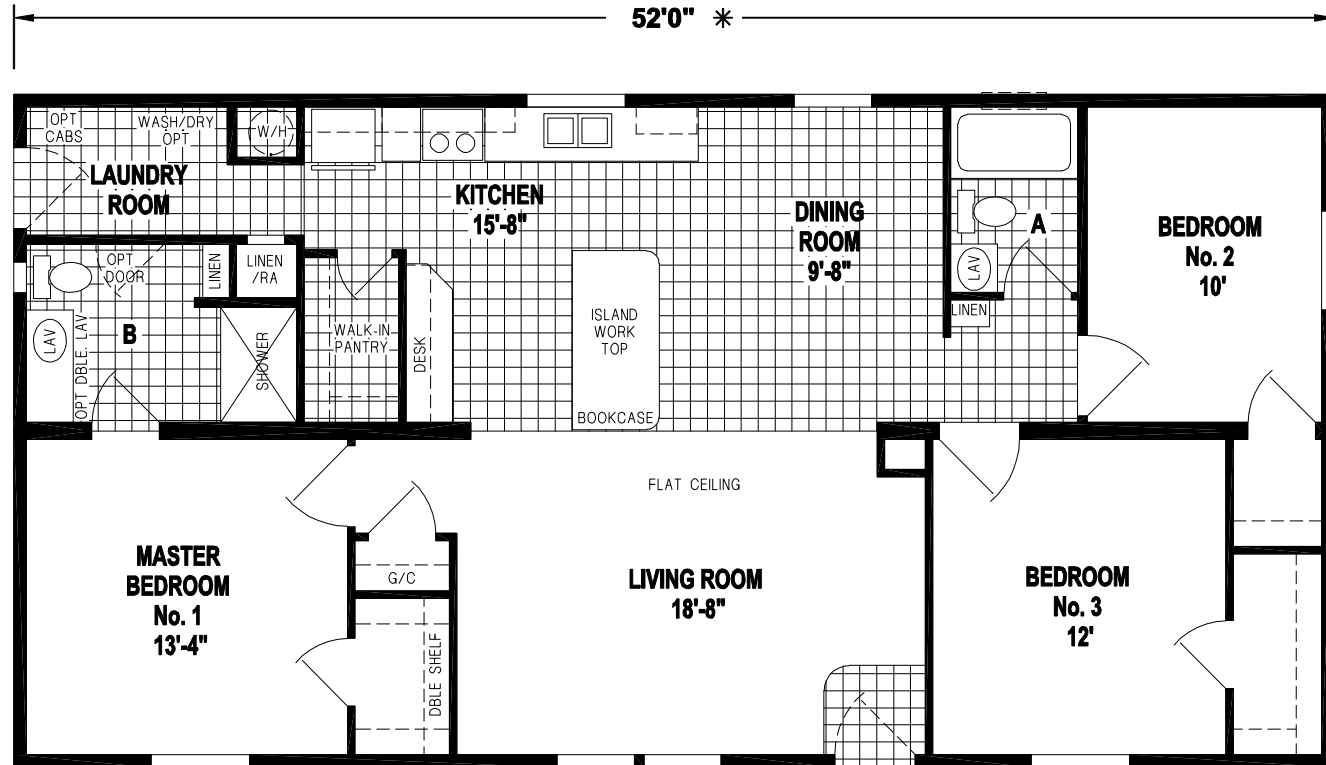 52'0" ✳
OPT
CABS
WASH/DRY
OPT
W/H
LAUNDRY
ROOM
KITCHEN
15'-8"
DINING
ROOM
9'-8"
A
LAV
LINEN
BEDROOM
No. 2
10'
OPT
DOOR
LINEN
LINEN
/RA
B
LAV
OPT DBLE. LAV
SHOWER
WALK-IN
PANTRY
DESK
ISLAND
WORK
TOP
BOOKCASE
FLAT CEILING
MASTER
BEDROOM
No. 1
13'-4"
G/C
DBLE SHELF
LIVING ROOM
18'-8"
BEDROOM
No. 3
12'